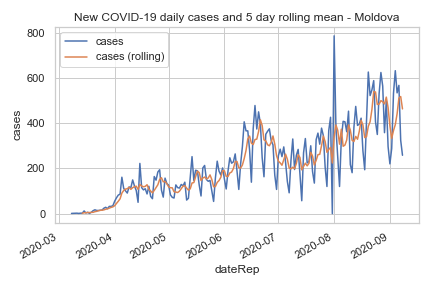 New COVID-19 daily cases and 5 day rolling mean - Moldova
cases
cases (rolling)
800
600
400
200
0
cases
2020-03
2020-04
2020-05
2020-06
2020-07
2020-08
2020-09
dateRep